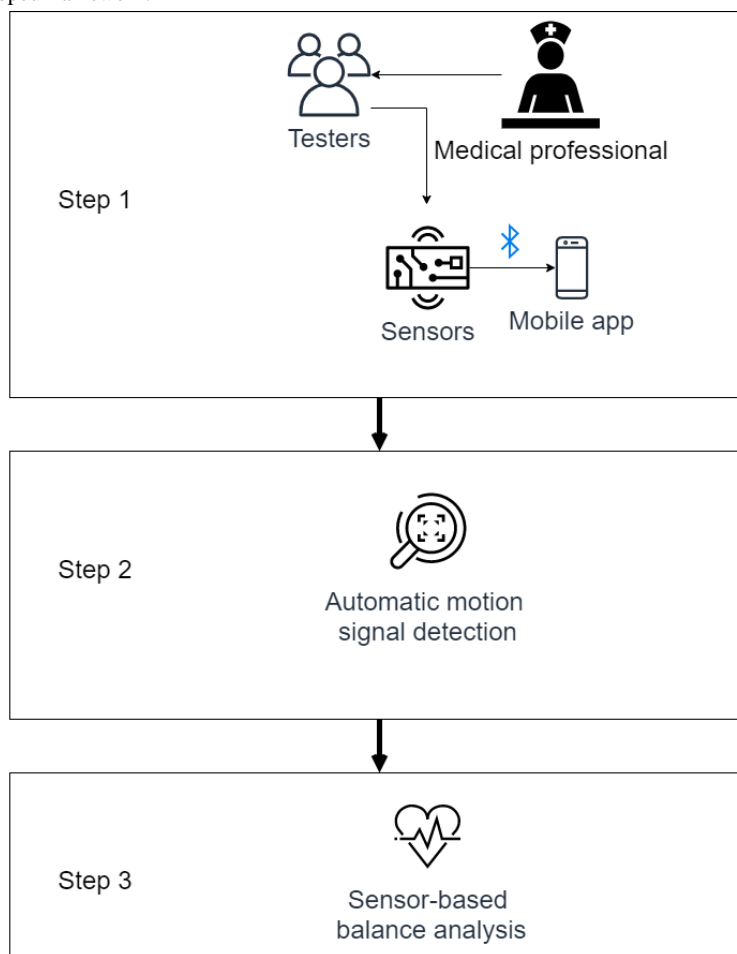 Testers
Medical professional
Step 1
Sensors
Mobile app
Step 2
Automatic motion
signal detection
Step 3
Sensor-based
balance analysis